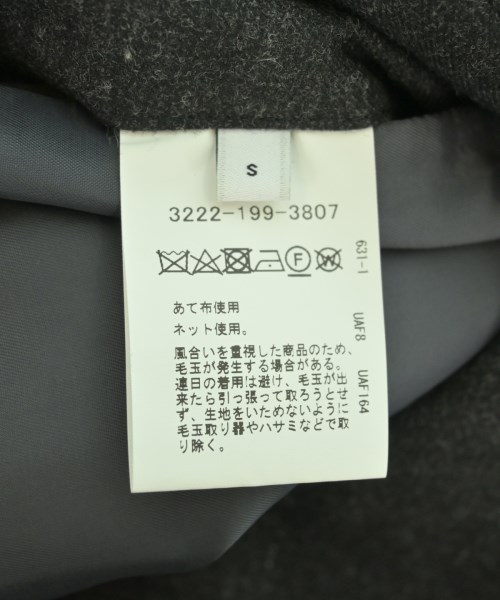 S
3222-199-3807
F
W
あて布使用
ネット使用。
風合いを重視した商品のため、
毛玉が発生する場合がある。
連日の着用は避け、毛玉が出
来たら引っ張って取ろうとせ
ず、生地をいためないように
毛玉取り器やハサミなどで取
り除く。
631-1
UAF8
UAF164